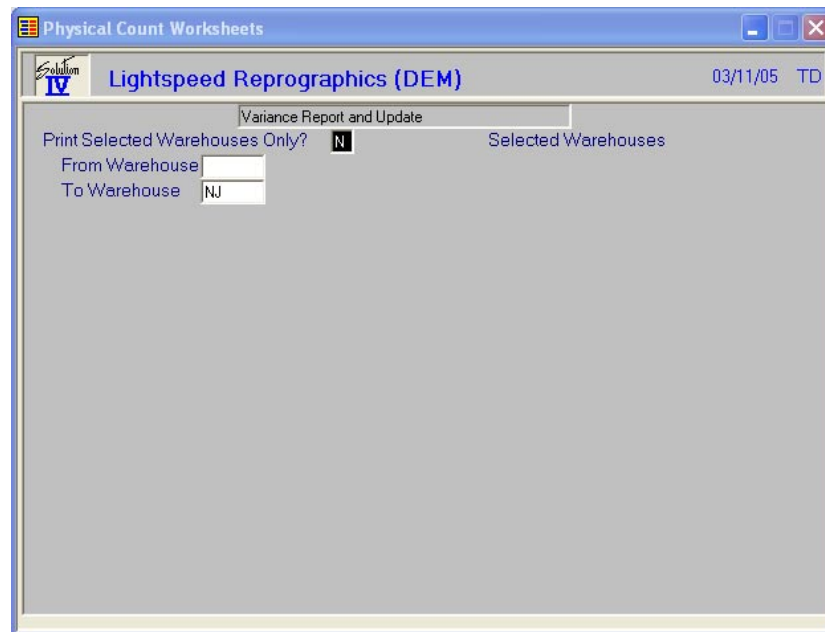 Physical Count Worksheets
Solution IV Lightspeed Reprographics (DEM) 03/11/05 TD
Variance Report and Update
Print Selected Warehouses Only? N Selected Warehouses
From Warehouse
To Warehouse NJ